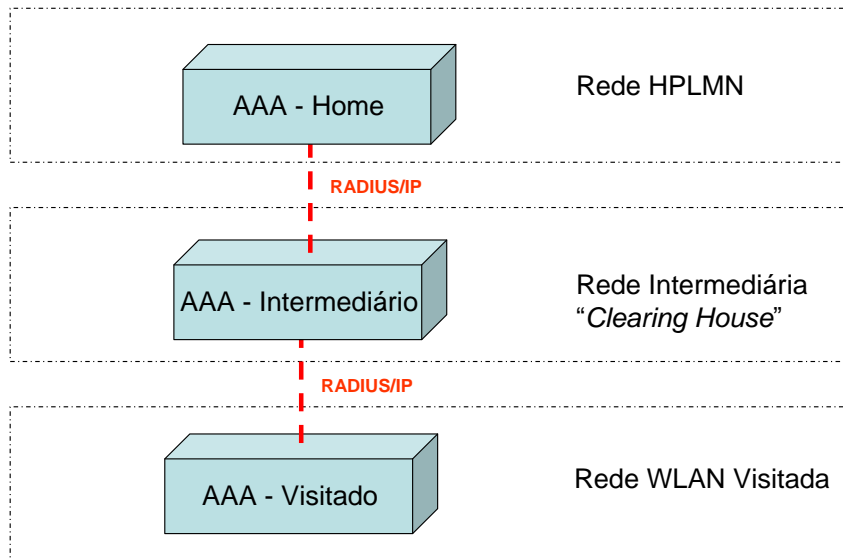 AAA - Home
Rede HPLMN
RADIUS/IP
AAA - Intermediário
Rede Intermediária
“Clearing House”
RADIUS/IP
AAA - Visitado
Rede WLAN Visitada